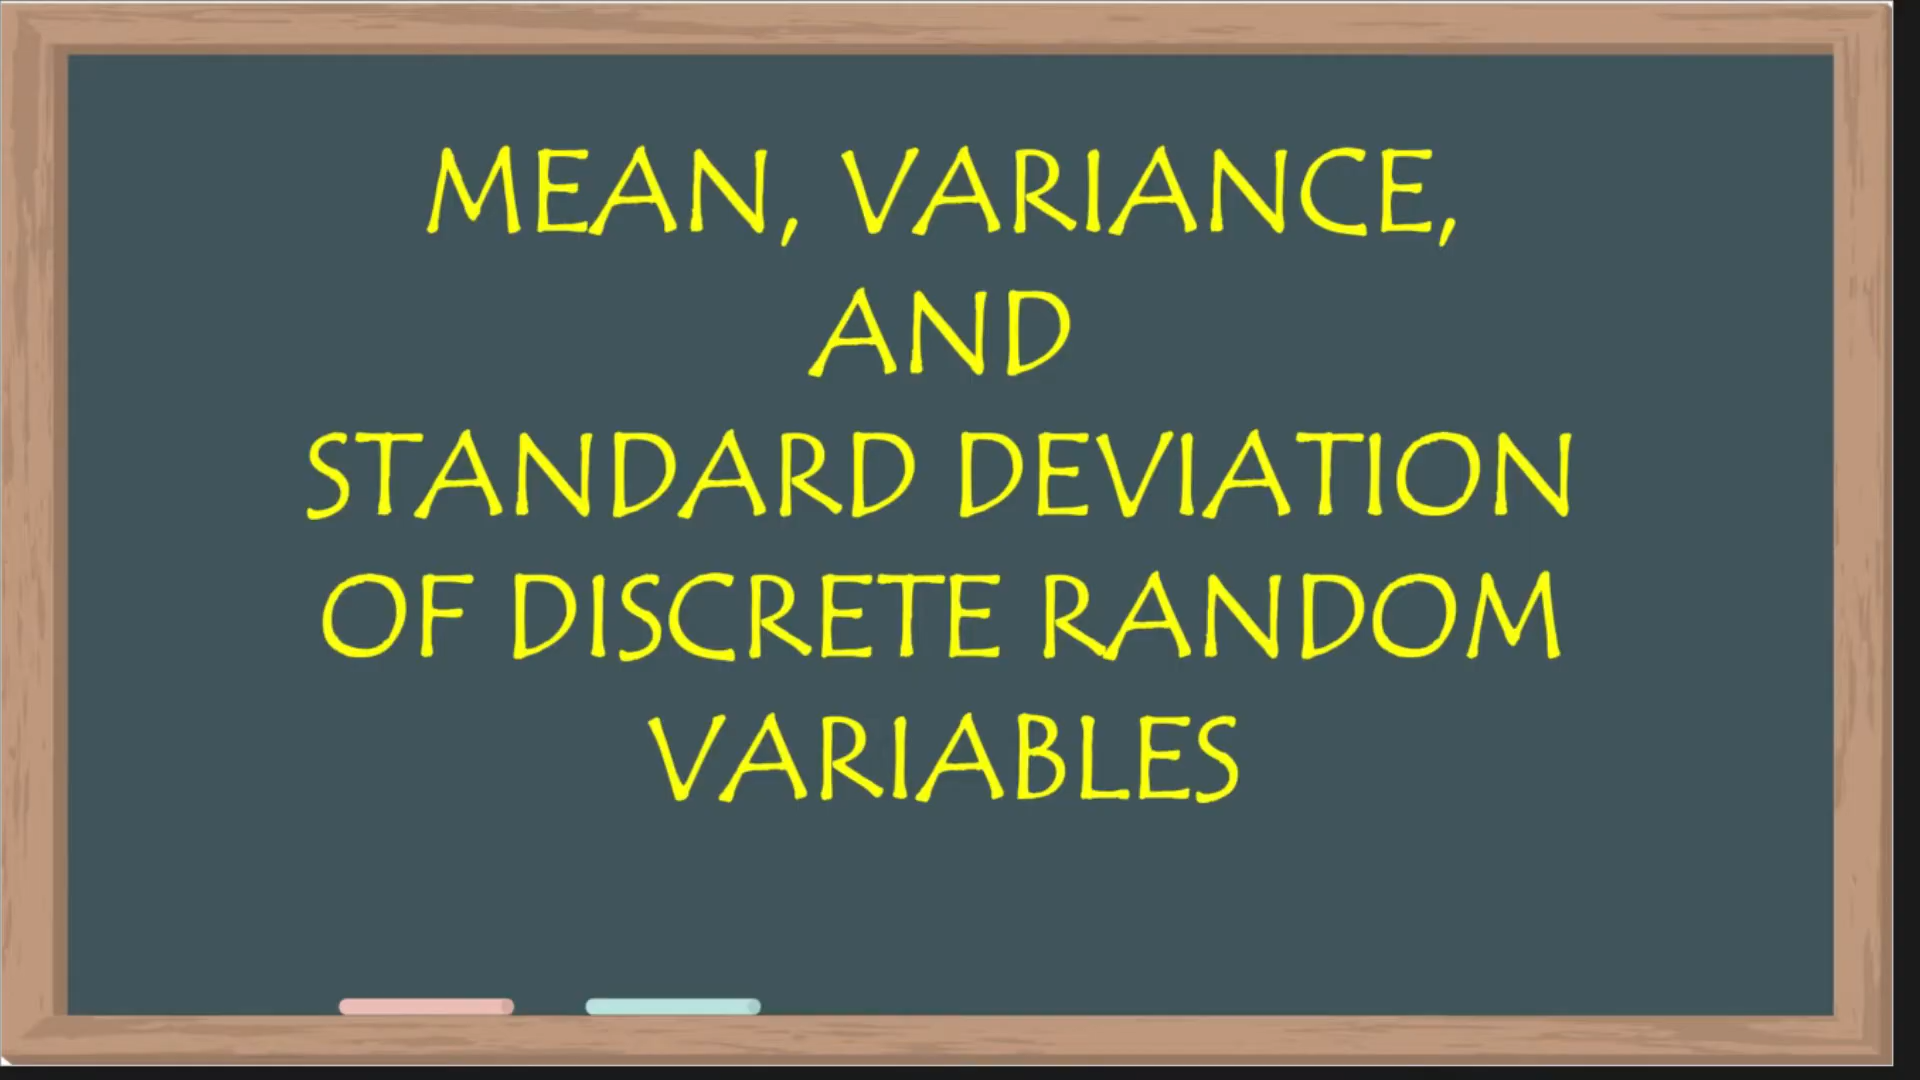 MEAN, VARIANCE,
AND
STANDARD DEVIATION
OF DISCRETE RANDOM
VARIABLES